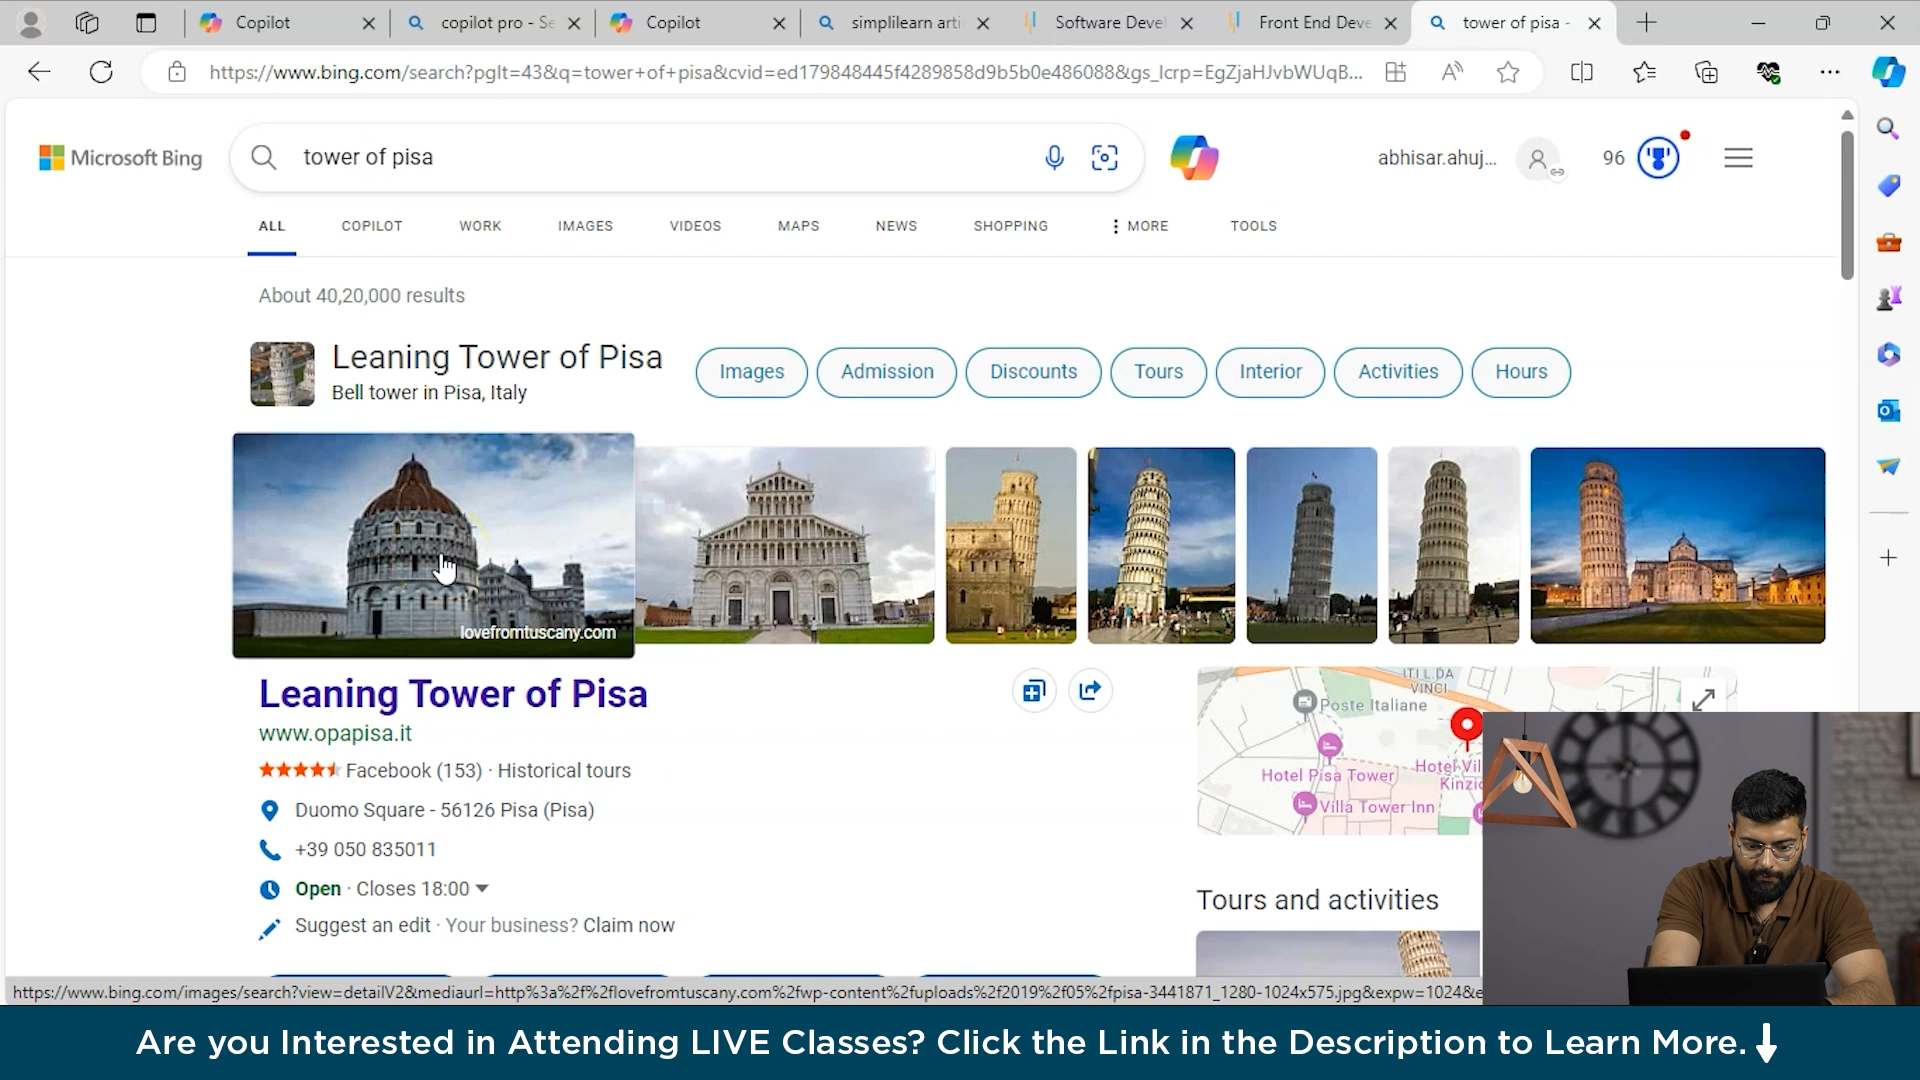 Copilot
copilot pro - Se
Copilot
simplilearn arti
Software Devel
Front End Deve
tower of pisa -
https://www.bing.com/search?pglt=43&q=tower+of+pisa&cvid=ed179848445f4289858d9b5b0e486088&gs_lcrp=EgZjaHJvbWUqB...
Microsoft Bing
tower of pisa
abhisar.ahuj...
96
ALL
COPILOT
WORK
IMAGES
VIDEOS
MAPS
NEWS
SHOPPING
MORE
TOOLS
About 40,20,000 results
Leaning Tower of Pisa
Bell tower in Pisa, Italy
Images
Admission
Discounts
Tours
Interior
Activities
Hours
lovefromtuscany.com
Leaning Tower of Pisa
www.opapisa.it
Facebook (153) · Historical tours
Duomo Square - 56126 Pisa (Pisa)
+39 050 835011
Open · Closes 18:00
Suggest an edit · Your business? Claim now
ITI L.DA
VINCI
Poste Italiane
Hotel Pisa Tower
Hotel Vil
Kinzic
Villa Tower Inn
Tours and activities
https://www.bing.com/images/search?view=detailV2&mediaurl=http%3a%2f%2flovefromtuscany.com%2fwp-content%2fuploads%2f2019%2f05%2fpisa-3441871_1280-1024x575.jpg&expw=1024&e
Are you Interested in Attending LIVE Classes? Click the Link in the Description to Learn More.